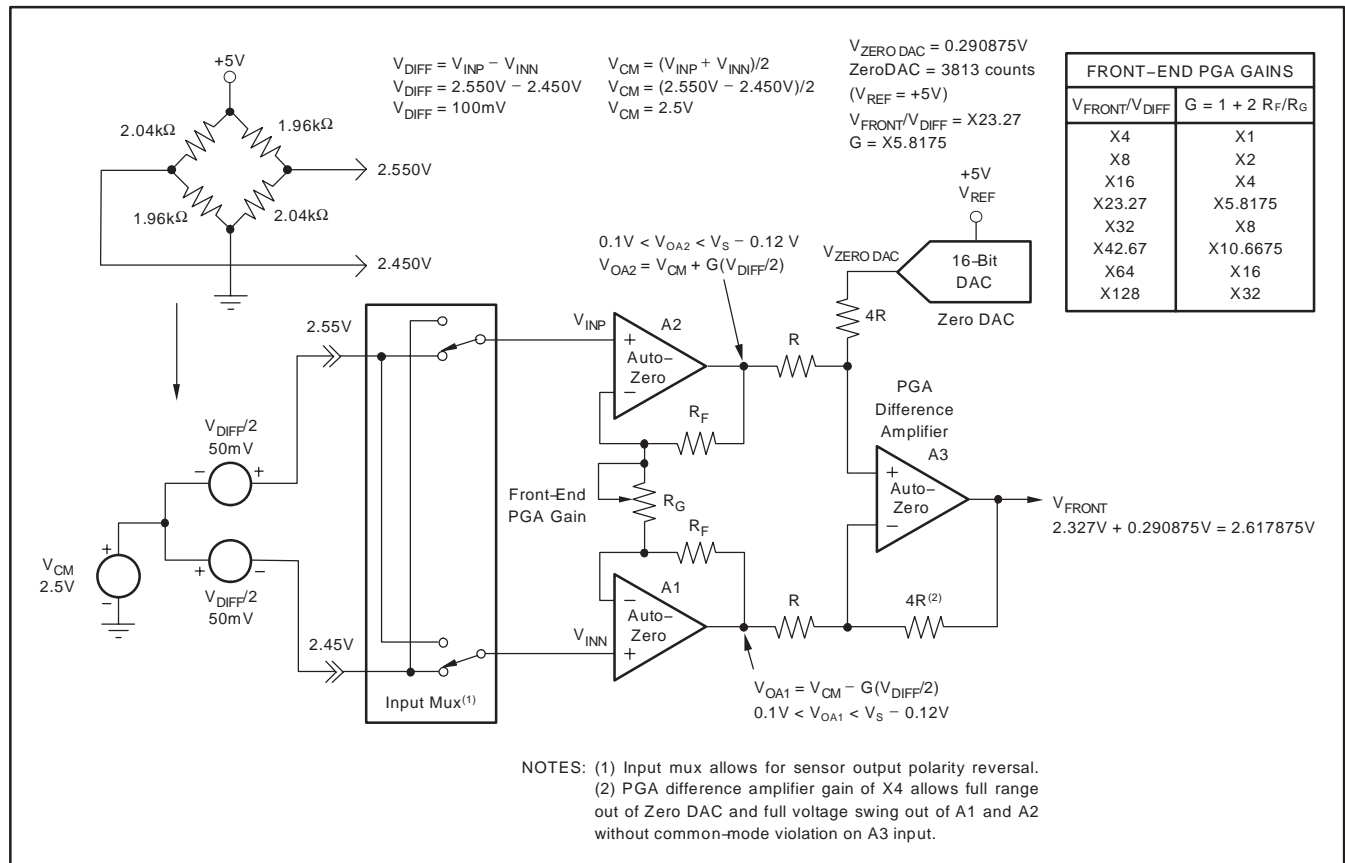 +5V
2.04kΩ
1.96kΩ
1.96kΩ
2.04kΩ
2.550V
2.450V
V_DIFF = V_INP − V_INN
V_DIFF = 2.550V − 2.450V
V_DIFF = 100mV
V_CM = (V_INP + V_INN)/2
V_CM = (2.550V − 2.450V)/2
V_CM = 2.5V
V_ZERO DAC = 0.290875V
ZeroDAC = 3813 counts
(V_REF = +5V)
V_FRONT/V_DIFF = X23.27
G = X5.8175
FRONT−END PGA GAINS
V_FRONT/V_DIFF G = 1 + 2 R_F/R_G
X4 X1
X8 X2
X16 X4
X23.27 X5.8175
X32 X8
X42.67 X10.6675
X64 X16
X128 X32
+5V
V_REF
V_ZERO DAC
16−Bit
DAC
Zero DAC
4R
0.1V < V_OA2 < V_S − 0.12 V
V_OA2 = V_CM + G(V_DIFF/2)
2.55V
V_INP
A2
+
Auto−
Zero
−
R
R_F
PGA
Difference
Amplifier
A3
+
Auto−
Zero
−
V_FRONT
2.327V + 0.290875V = 2.617875V
V_DIFF/2
50mV
− +
Front−End
PGA Gain
R_G
R_F
V_CM
2.5V
+
−
+ −
V_DIFF/2
50mV
2.45V
V_INN
A1
−
Auto−
Zero
+
R
4R(2)
Input Mux(1)
V_OA1 = V_CM − G(V_DIFF/2)
0.1V < V_OA1 < V_S − 0.12V
NOTES: (1) Input mux allows for sensor output polarity reversal.
(2) PGA difference amplifier gain of X4 allows full range
out of Zero DAC and full voltage swing out of A1 and A2
without common−mode violation on A3 input.